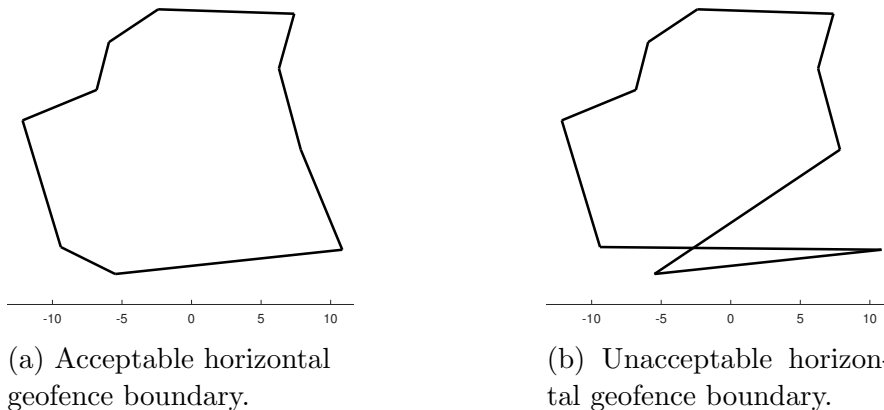 -10 -5 0 5 10
-10 -5 0 5 10
(a) Acceptable horizontal
geofence boundary.
(b) Unacceptable horizon-
tal geofence boundary.